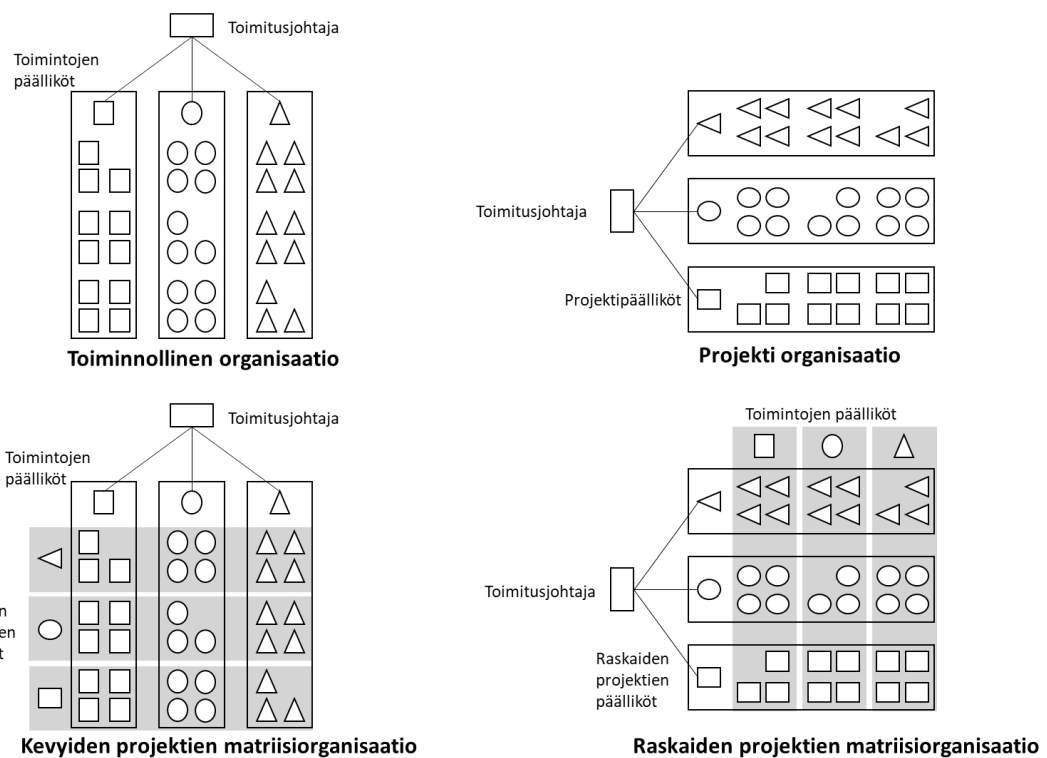 Toimitusjohtaja
Toimintojen
päälliköt
Toiminnollinen organisaatio
Toimitusjohtaja
Projektipäälliköt
Projekti organisaatio
Toimitusjohtaja
Toimintojen
päälliköt
Kevyiden projektien matriisiorganisaatio
Toimintojen päälliköt
Toimitusjohtaja
Raskaiden
projektien
päälliköt
Raskaiden projektien matriisiorganisaatio